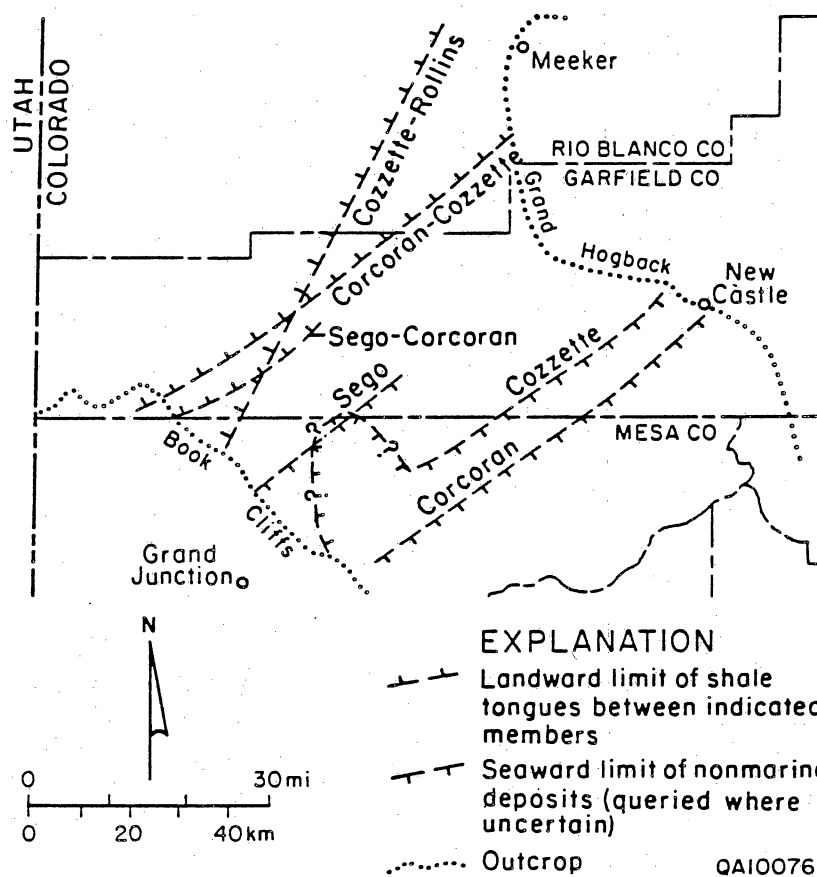 Meeker
UTAH
COLORADO
Cozzette-Rollins
RIO BLANCO CO
GARFIELD CO
Grand
Hogback
Corcoran-Cozzette
New
Castle
Sego-Corcoran
Sego
Cozzette
Corcoran
MESA CO
Book
Cliffs
?
?
?
Grand
Junction
N
EXPLANATION
Landward limit of shale
tongues between indicated
members
Seaward limit of nonmarine
deposits (queried where
uncertain)
Outcrop
QA10076
0 30 mi
0 20 40 km